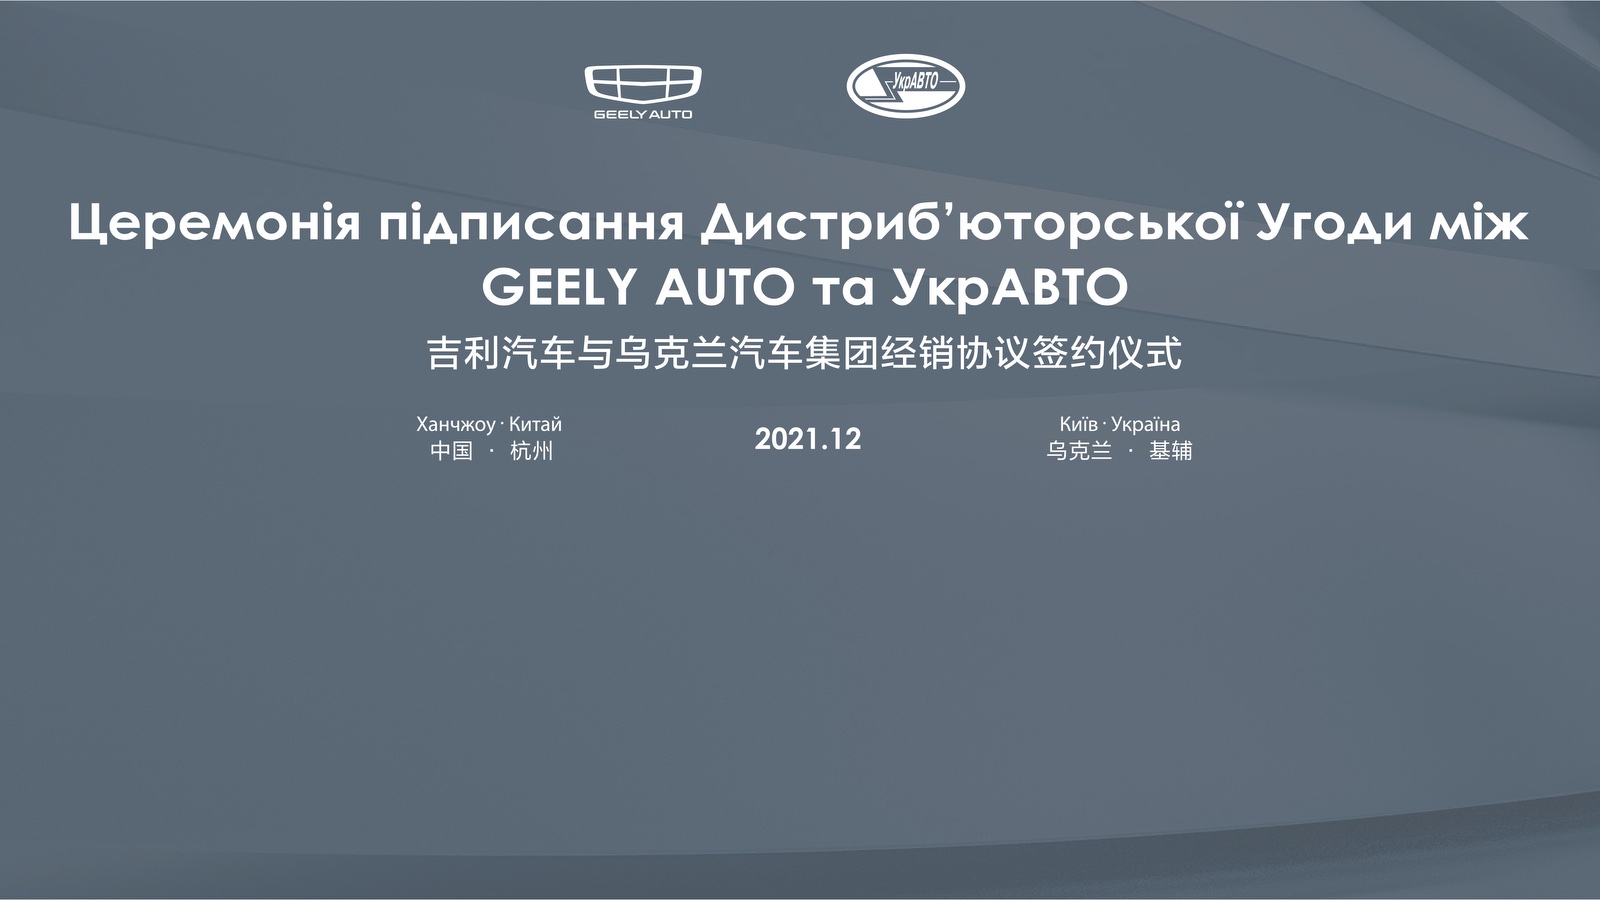 GEELY AUTO
УкрАВТО
Церемонія підписання Дистриб’юторської Угоди між
GEELY AUTO та УкрАВТО
吉利汽车与乌克兰汽车集团经销协议签约仪式
Ханчжоу · Китай
中国 · 杭州
2021.12
Київ · Україна
乌克兰 · 基辅